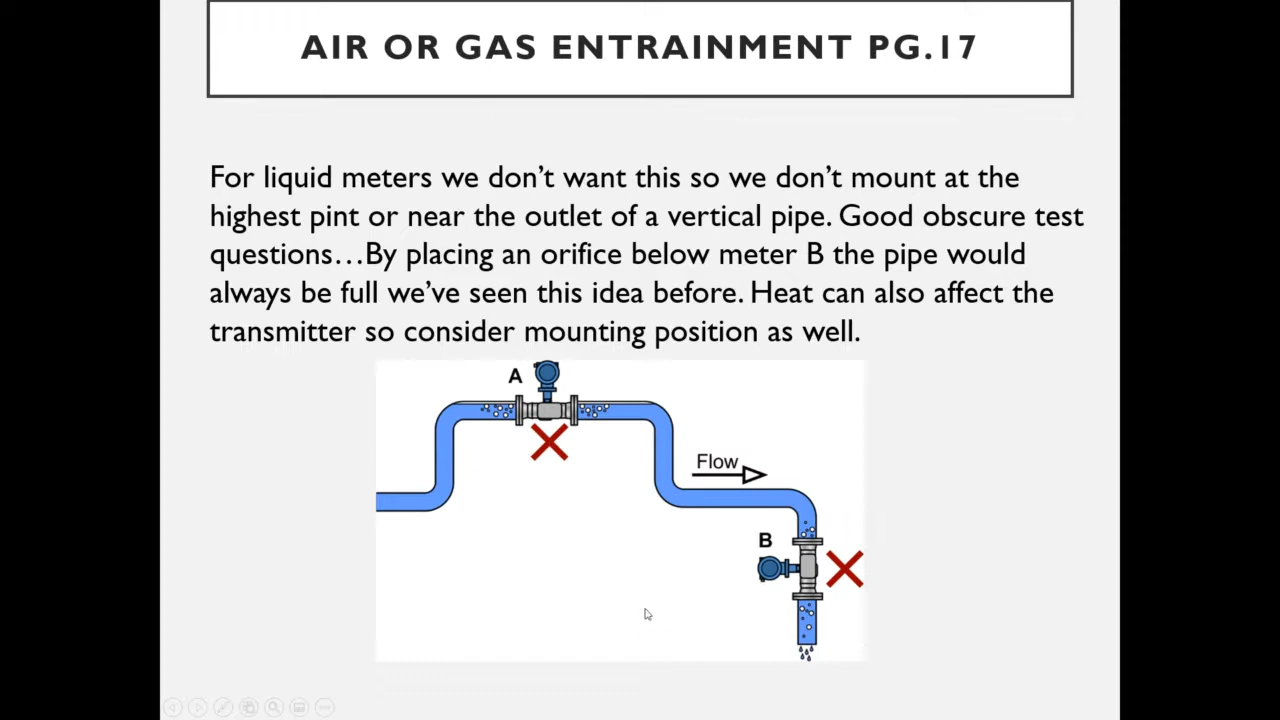 AIR OR GAS ENTRAINMENT PG.17
For liquid meters we don’t want this so we don’t mount at the
highest pint or near the outlet of a vertical pipe. Good obscure test
questions…By placing an orifice below meter B the pipe would
always be full we’ve seen this idea before. Heat can also affect the
transmitter so consider mounting position as well.
A
Flow
B